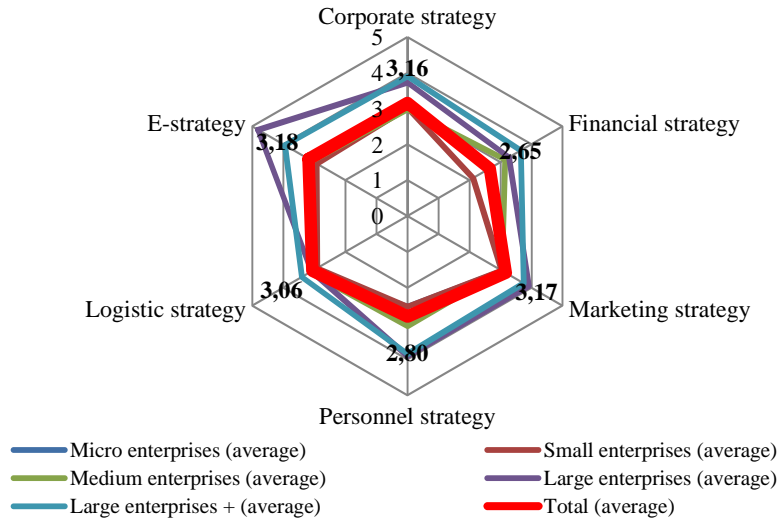 Corporate strategy
5
3,16
4
3
E-strategy
Financial strategy
3,18
2,65
2
1
0
Logistic strategy
3,06
3,17
Marketing strategy
2,80
Personnel strategy
Micro enterprises (average)
Small enterprises (average)
Medium enterprises (average)
Large enterprises (average)
Large enterprises + (average)
Total (average)